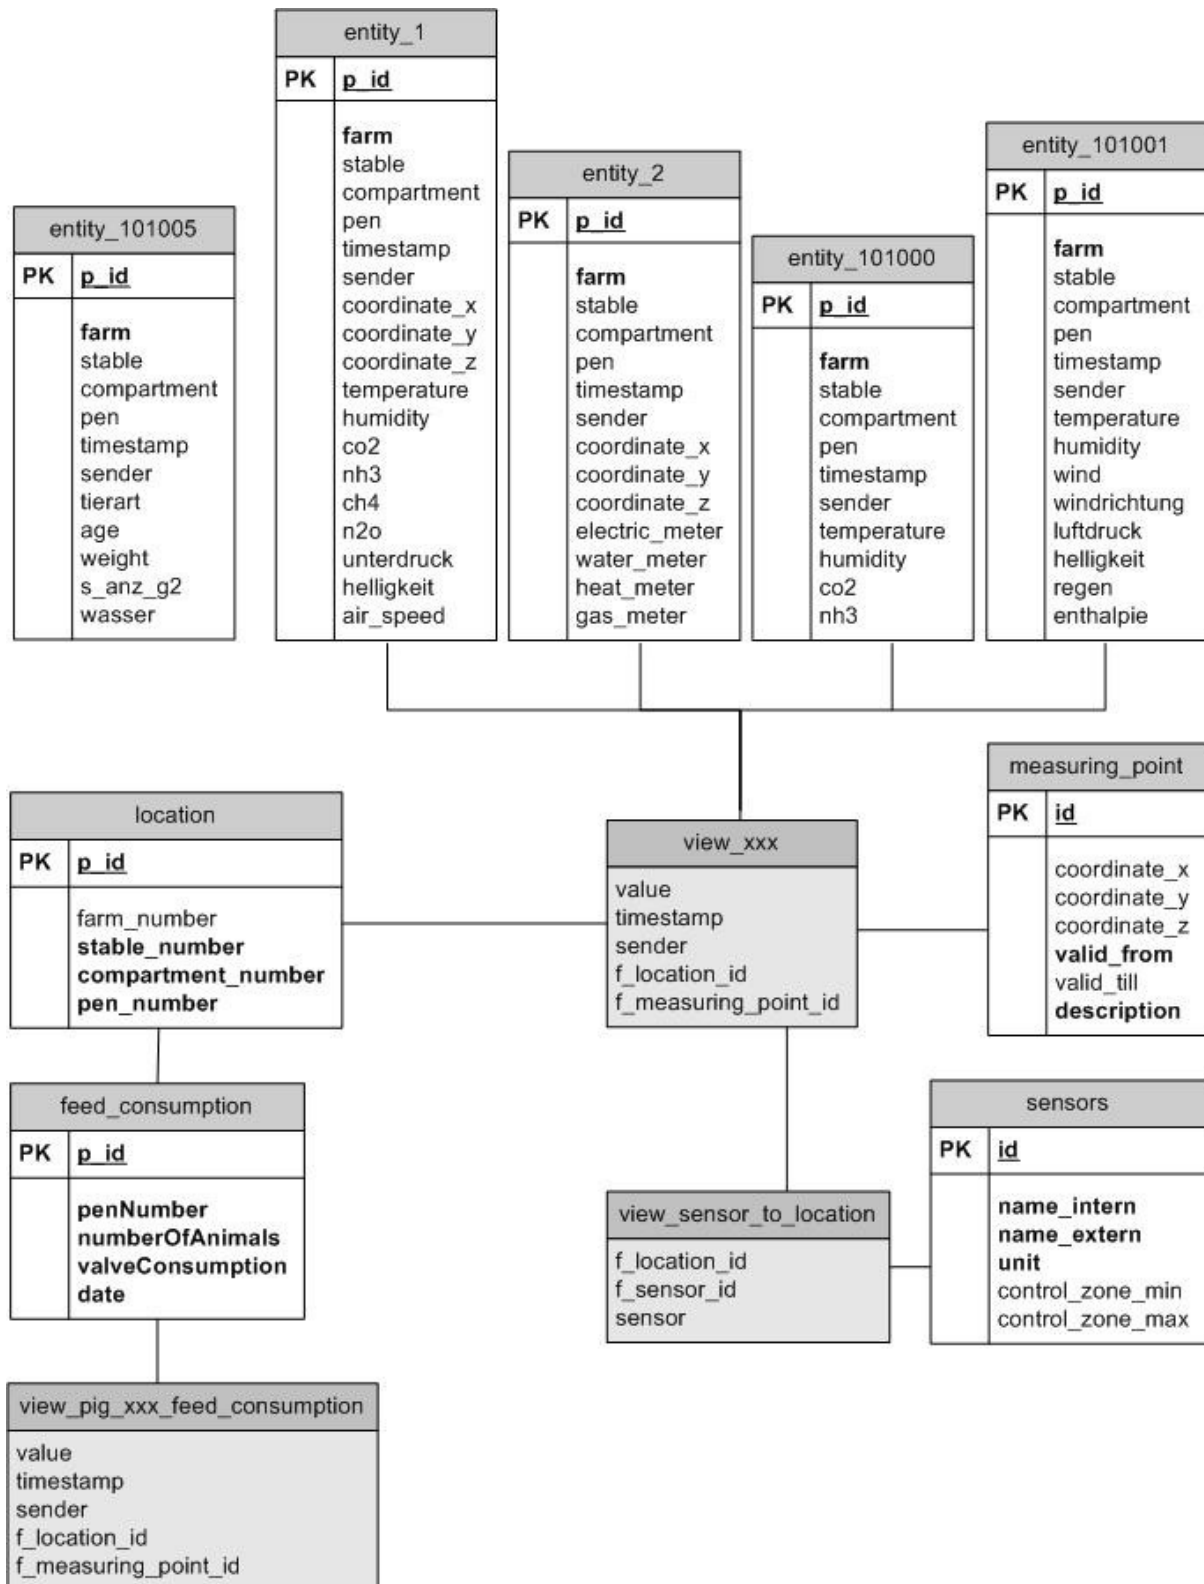 entity_1
PK p_id
farm
stable
compartment
pen
timestamp
sender
coordinate_x
coordinate_y
coordinate_z
temperature
humidity
co2
nh3
ch4
n2o
unterdruck
helligkeit
air_speed
entity_2
PK p_id
farm
stable
compartment
pen
timestamp
sender
coordinate_x
coordinate_y
coordinate_z
electric_meter
water_meter
heat_meter
gas_meter
entity_101001
PK p_id
farm
stable
compartment
pen
timestamp
sender
temperature
humidity
wind
windrichtung
luftdruck
helligkeit
regen
enthalpie
entity_101005
PK p_id
farm
stable
compartment
pen
timestamp
sender
tierart
age
weight
s_anz_g2
wasser
entity_101000
PK p_id
farm
stable
compartment
pen
timestamp
sender
temperature
humidity
co2
nh3
measuring_point
PK id
coordinate_x
coordinate_y
coordinate_z
valid_from
valid_till
description
location
PK p_id
farm_number
stable_number
compartment_number
pen_number
view_xxx
value
timestamp
sender
f_location_id
f_measuring_point_id
feed_consumption
PK p_id
penNumber
numberOfAnimals
valveConsumption
date
sensors
PK id
name_intern
name_extern
unit
control_zone_min
control_zone_max
view_sensor_to_location
f_location_id
f_sensor_id
sensor
view_pig_xxx_feed_consumption
value
timestamp
sender
f_location_id
f_measuring_point_id